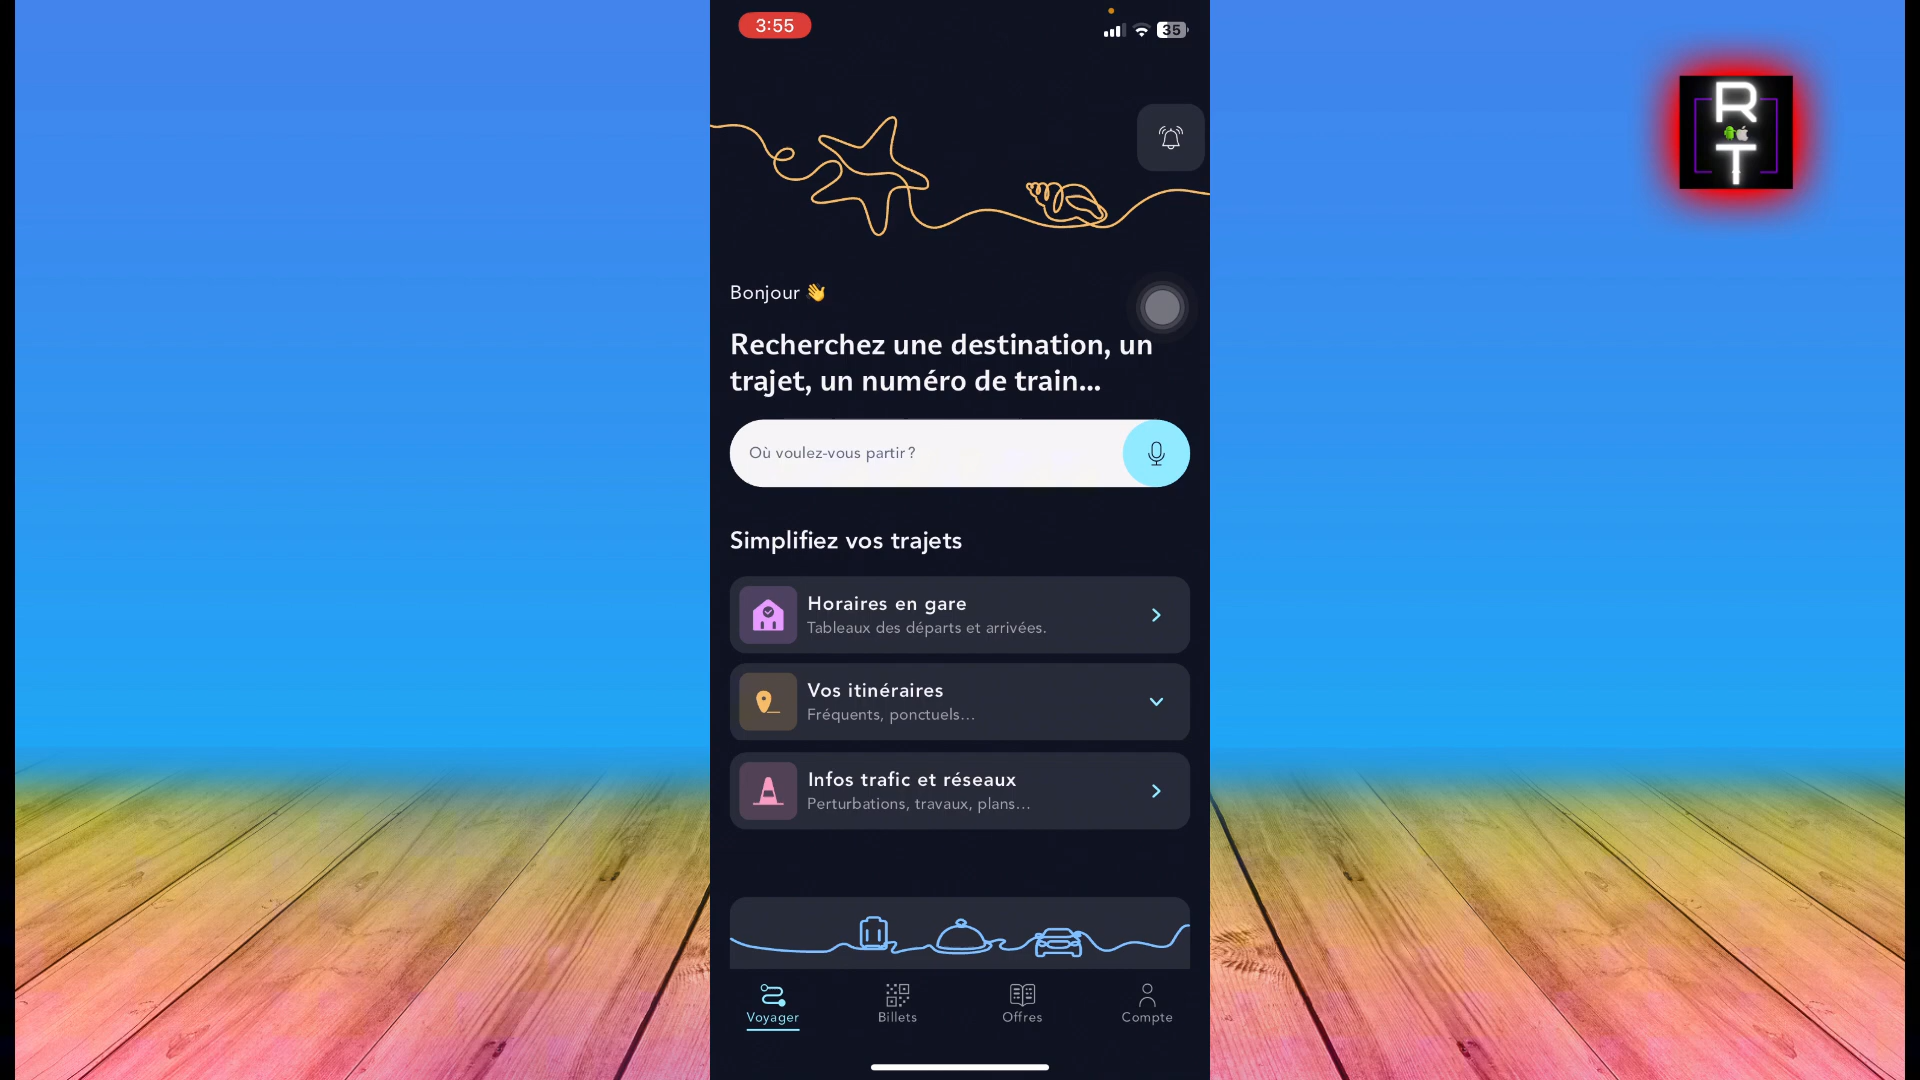 3:55
35
R
T
Bonjour 👋
Recherchez une destination, un
trajet, un numéro de train...
Où voulez-vous partir ?
Simplifiez vos trajets
Horaires en gare
Tableaux des départs et arrivées.
Vos itinéraires
Fréquents, ponctuels...
Infos trafic et réseaux
Perturbations, travaux, plans...
Voyager
Billets
Offres
Compte